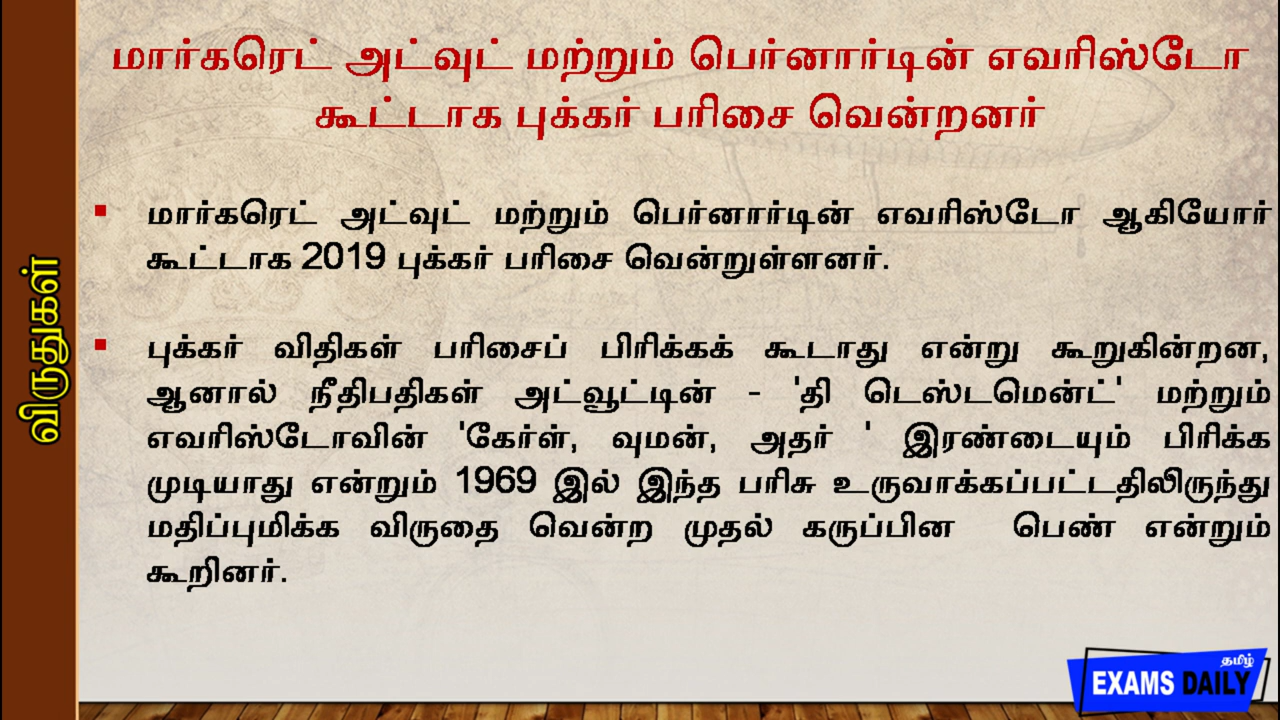 மார்கரெட் அட்வுட் மற்றும் பெர்னார்டின் எவரிஸ்டோ
கூட்டாக புக்கர் பரிசை வென்றனர்
விருதுகள்
▪ மார்கரெட் அட்வுட் மற்றும் பெர்னார்டின் எவரிஸ்டோ ஆகியோர்
கூட்டாக 2019 புக்கர் பரிசை வென்றுள்ளனர்.
▪ புக்கர் விதிகள் பரிசைப் பிரிக்கக் கூடாது என்று கூறுகின்றன,
ஆனால் நீதிபதிகள் அட்வூட்டின் - 'தி டெஸ்டமென்ட்' மற்றும்
எவரிஸ்டோவின் 'கேர்ள், வுமன், அதர் ' இரண்டையும் பிரிக்க
முடியாது என்றும் 1969 இல் இந்த பரிசு உருவாக்கப்பட்டதிலிருந்து
மதிப்புமிக்க விருதை வென்ற முதல் கருப்பின பெண் என்றும்
கூறினர்.
தமிழ்
EXAMS DAILY